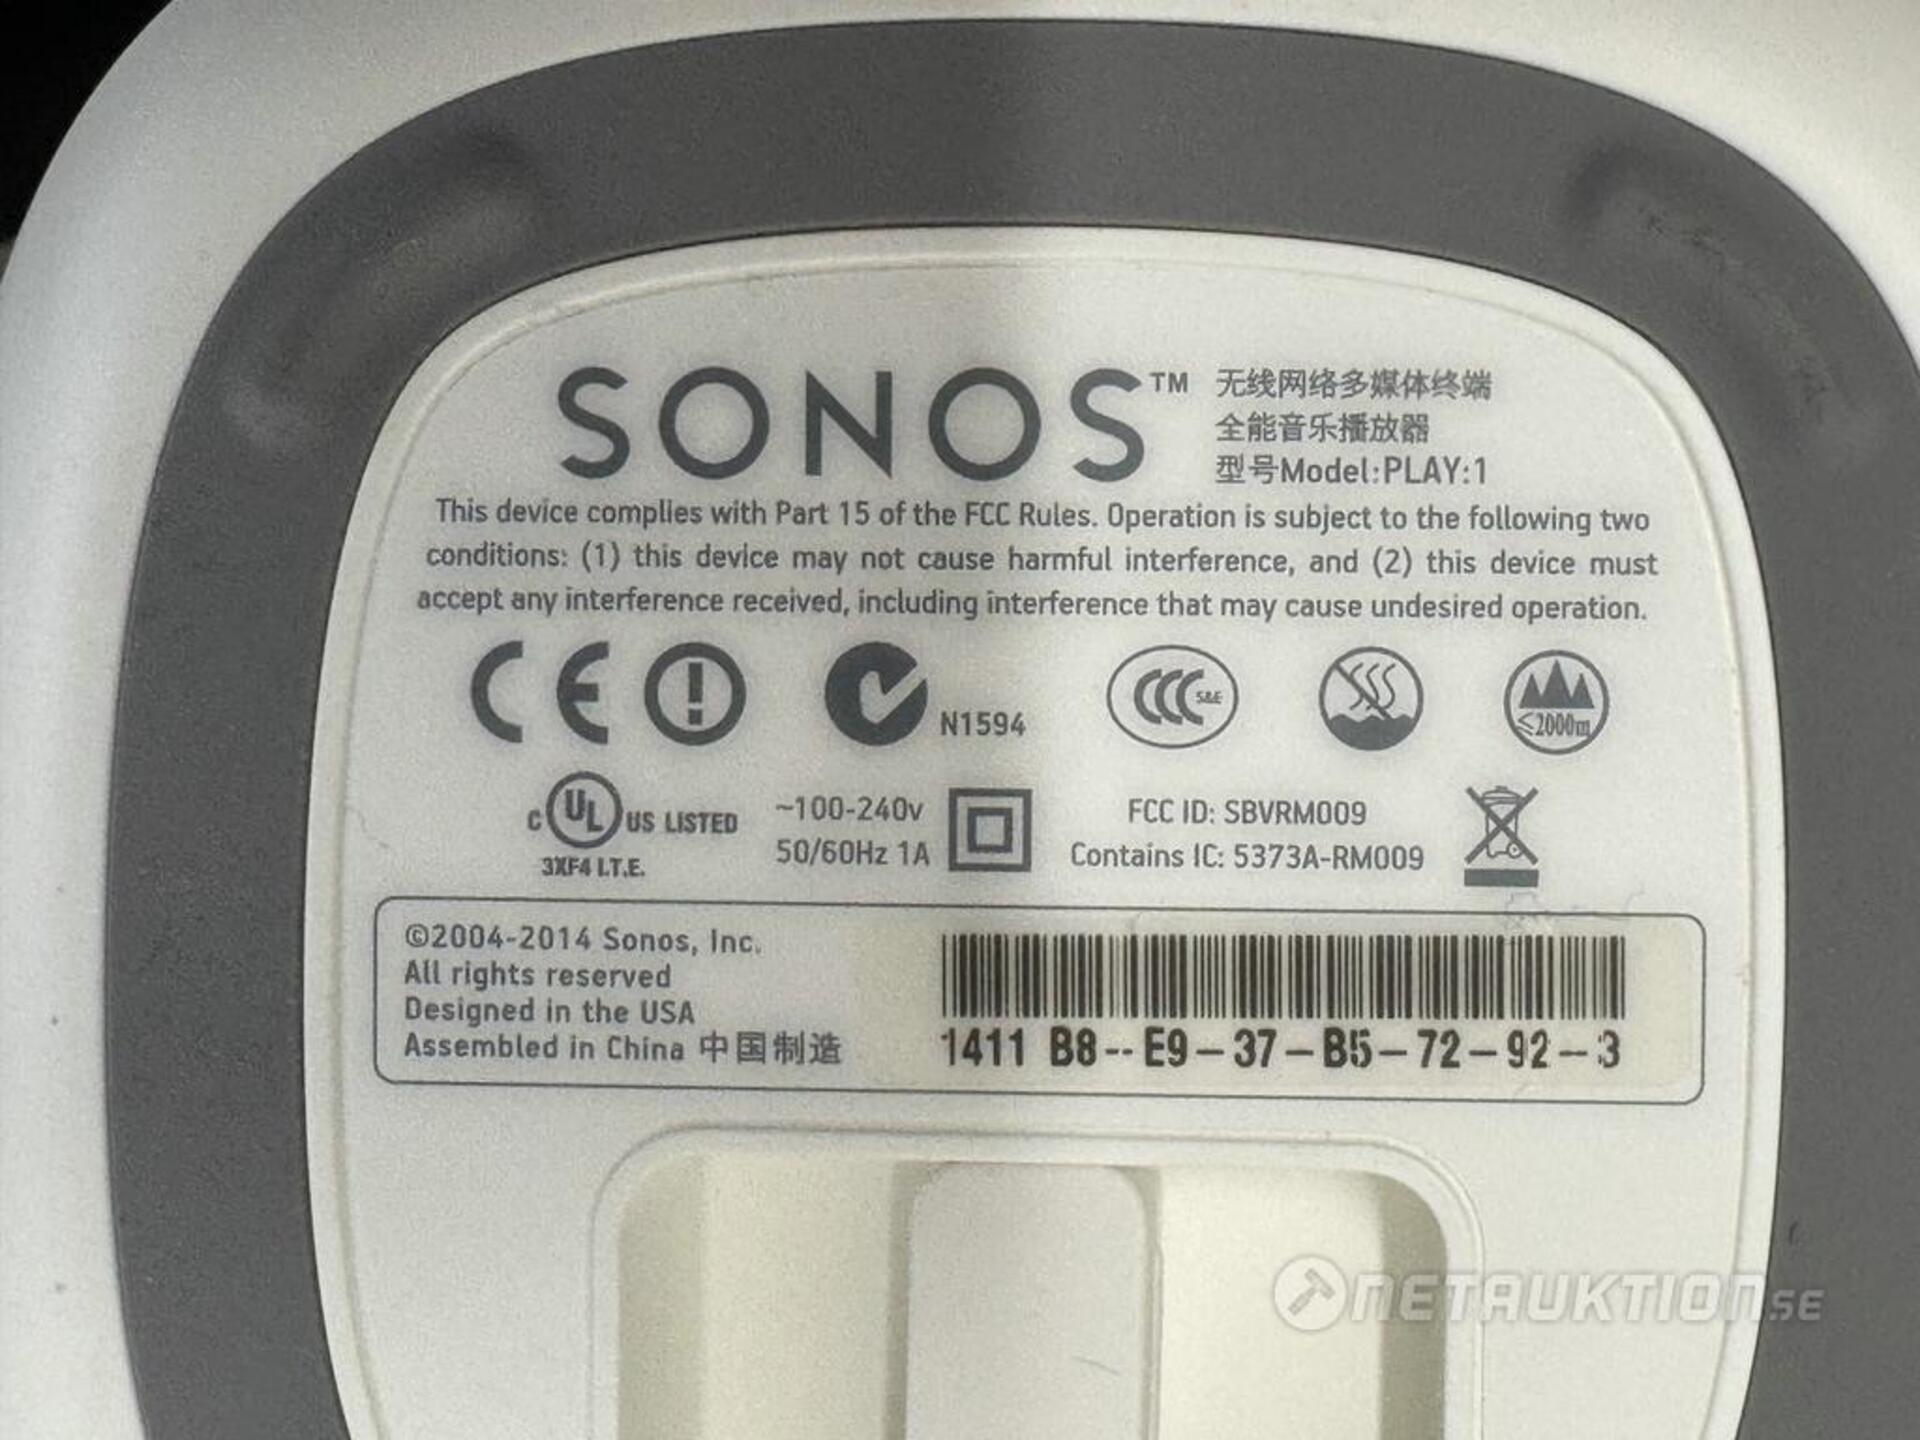 SONOS™
无线网络多媒体终端
全能音乐播放器
型号Model:PLAY:1
This device complies with Part 15 of the FCC Rules. Operation is subject to the following two
conditions: (1) this device may not cause harmful interference, and (2) this device must
accept any interference received, including interference that may cause undesired operation.
CE N1594 CCC S&E ≤2000m
C UL US LISTED
3XF4 I.T.E.
~100-240v
50/60Hz 1A
FCC ID: SBVRM009
Contains IC: 5373A-RM009
©2004-2014 Sonos, Inc.
All rights reserved
Designed in the USA
Assembled in China 中国制造
1411 B8-E9-37-B5-72-92-3
NETAUKTION.SE